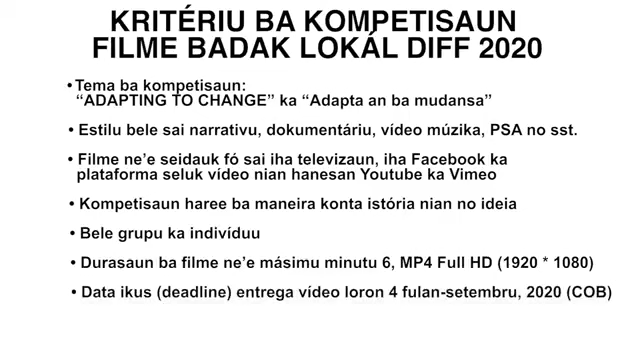 KRITÉRIU BA KOMPETISAUN
FILME BADAK LOKÁL DIFF 2020
• Tema ba kompetisaun:
“ADAPTING TO CHANGE” ka “Adapta an ba mudansa”
• Estilu bele sai narrativu, dokumentáriu, vídeo múzika, PSA no sst.
• Filme ne’e seidauk fó sai iha televizaun, iha Facebook ka
plataforma seluk vídeo nian hanesan Youtube ka Vimeo
• Kompetisaun haree ba maneira konta istória nian no ideia
• Bele grupu ka indivíduu
• Durasaun ba filme ne’e másimu minutu 6, MP4 Full HD (1920 * 1080)
• Data ikus (deadline) entrega vídeo loron 4 fulan-setembru, 2020 (COB)